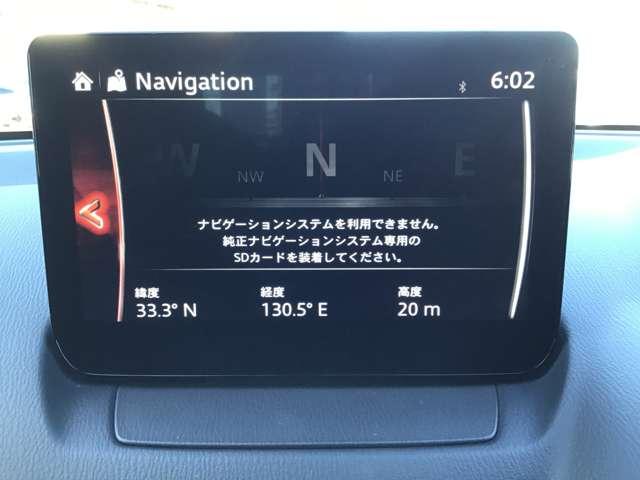 Navigation 6:02
W NW N NE E
ナビゲーションシステムを利用できません。
純正ナビゲーションシステム専用の
SDカードを装着してください。
緯度 経度 高度
33.3° N 130.5° E 20 m